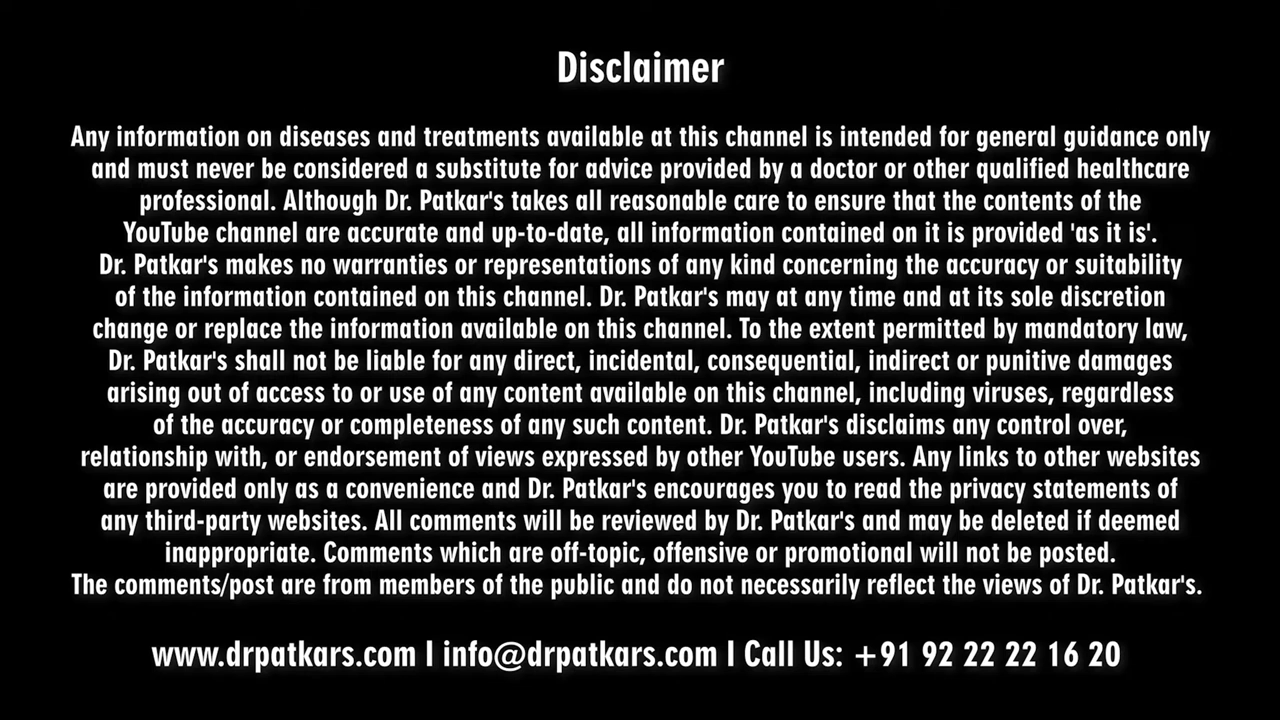 Disclaimer
Any information on diseases and treatments available at this channel is intended for general guidance only
and must never be considered a substitute for advice provided by a doctor or other qualified healthcare
professional. Although Dr. Patkar's takes all reasonable care to ensure that the contents of the
YouTube channel are accurate and up-to-date, all information contained on it is provided 'as it is'.
Dr. Patkar's makes no warranties or representations of any kind concerning the accuracy or suitability
of the information contained on this channel. Dr. Patkar's may at any time and at its sole discretion
change or replace the information available on this channel. To the extent permitted by mandatory law,
Dr. Patkar's shall not be liable for any direct, incidental, consequential, indirect or punitive damages
arising out of access to or use of any content available on this channel, including viruses, regardless
of the accuracy or completeness of any such content. Dr. Patkar's disclaims any control over,
relationship with, or endorsement of views expressed by other YouTube users. Any links to other websites
are provided only as a convenience and Dr. Patkar's encourages you to read the privacy statements of
any third-party websites. All comments will be reviewed by Dr. Patkar's and may be deleted if deemed
inappropriate. Comments which are off-topic, offensive or promotional will not be posted.
The comments/post are from members of the public and do not necessarily reflect the views of Dr. Patkar's.
www.drpatkars.com I info@drpatkars.com I Call Us: +91 92 22 22 16 20